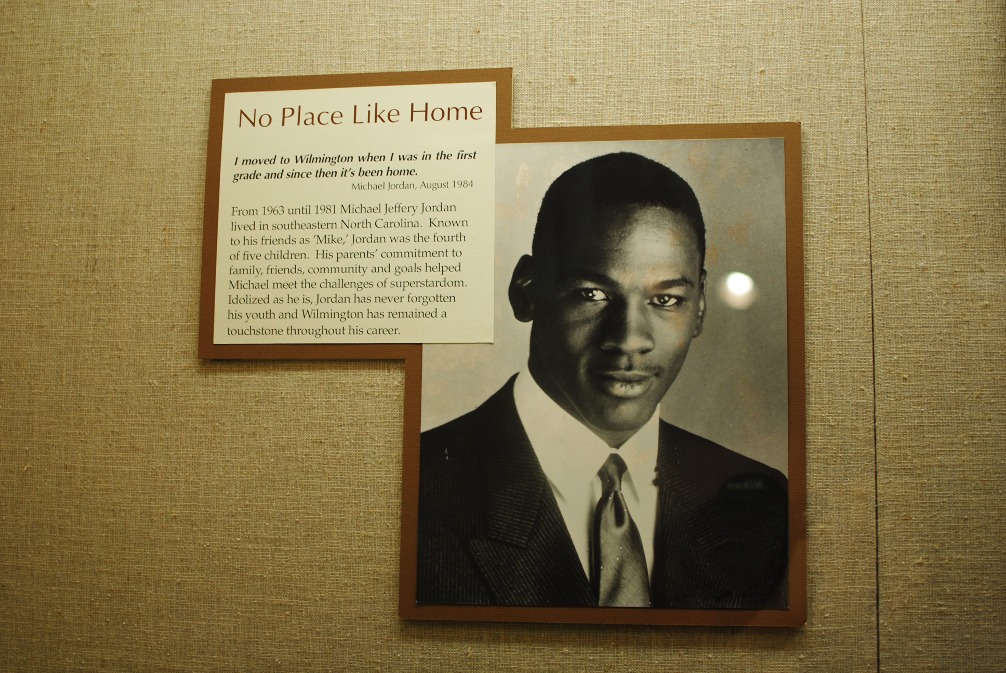 No Place Like Home
I moved to Wilmington when I was in the first
grade and since then it's been home.
Michael Jordan, August 1984
From 1963 until 1981 Michael Jeffery Jordan
lived in southeastern North Carolina. Known
to his friends as 'Mike,' Jordan was the fourth
of five children. His parents' commitment to
family, friends, community and goals helped
Michael meet the challenges of superstardom.
Idolized as he is, Jordan has never forgotten
his youth and Wilmington has remained a
touchstone throughout his career.